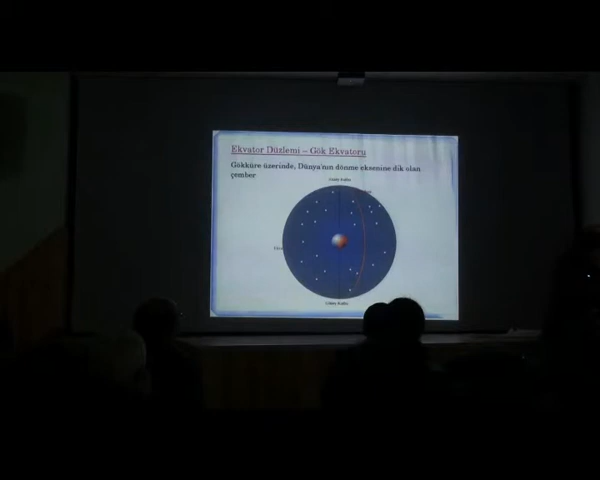 Ekvator Düzlemi – Gök Ekvatoru
Gökküre üzerinde, Dünya'nın dönme eksenine dik olan
çember